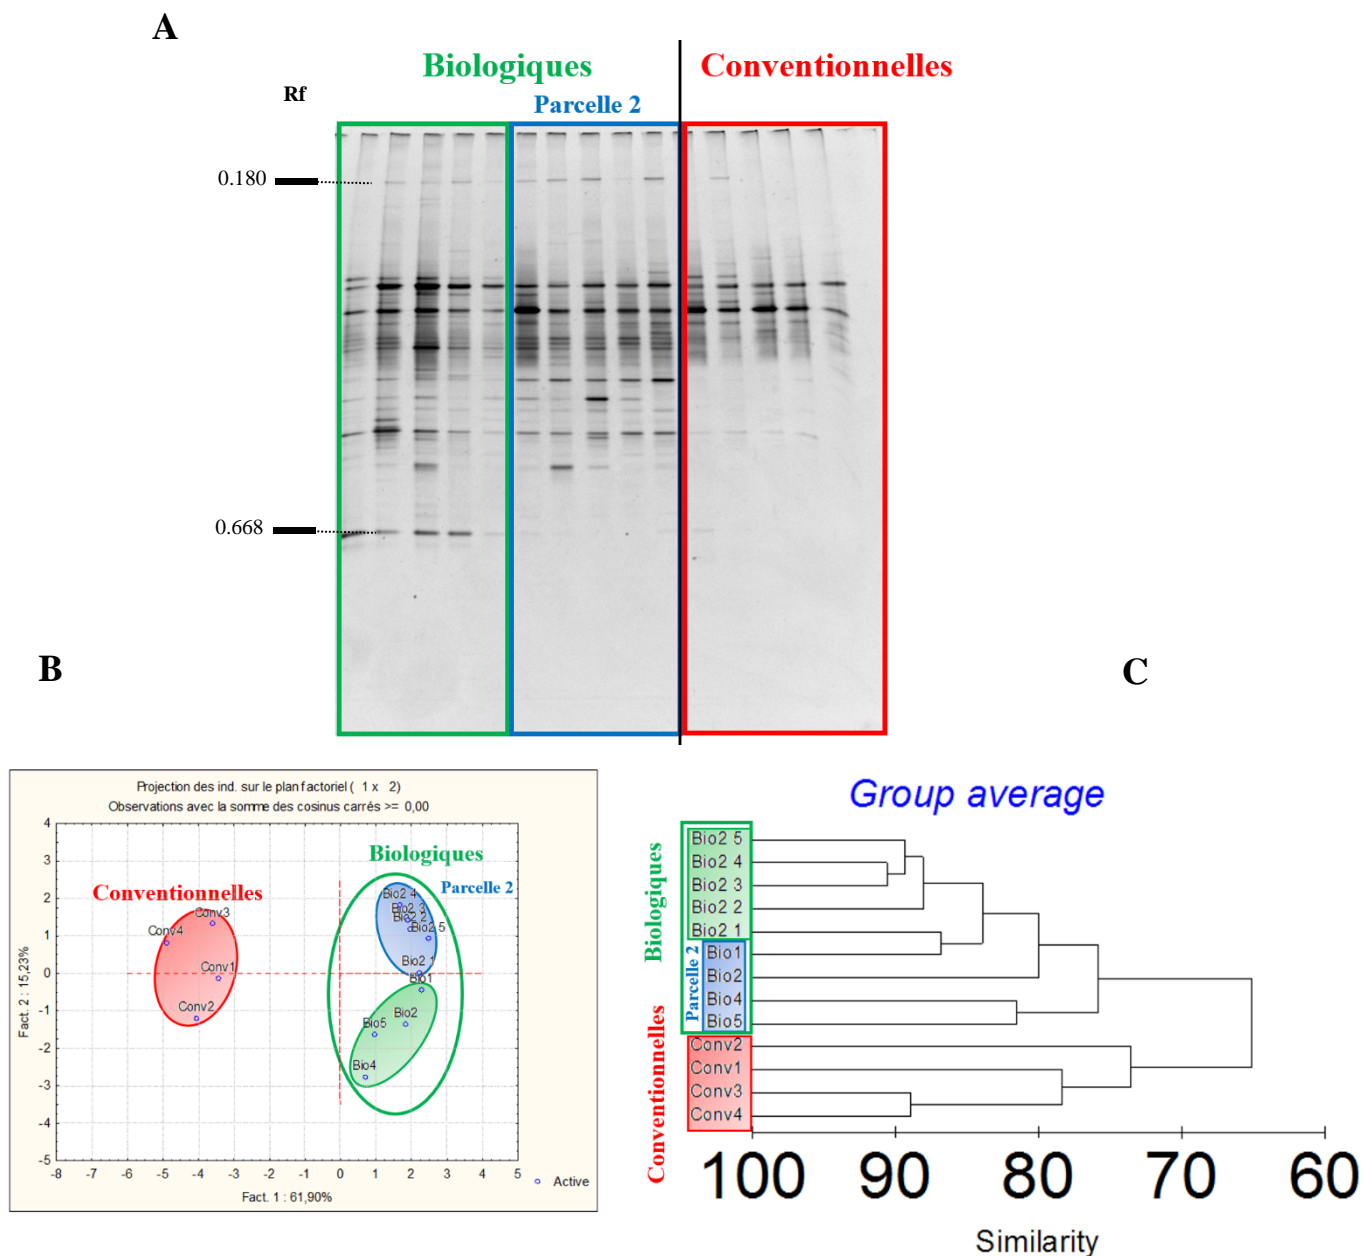 A
Biologiques
Conventionnelles
Rf
Parcelle 2
0.180
0.668
B
C
Projection des ind. sur le plan factoriel ( 1 x 2)
Observations avec la somme des cosinus carrés >= 0,00
4
3
2
1
0
-1
-2
-3
-4
-5
-8 -7 -6 -5 -4 -3 -2 -1 0 1 2 3 4 5
Fact. 1 : 61,90%
Fact. 2 : 15,23%
Active
Biologiques
Parcelle 2
Conventionnelles
Conv3
Conv4
Conv1
Conv2
Bio2 4
Bio2 3
Bio2 2
Bio2 5
Bio2 1
Bio1
Bio2
Bio5
Bio4
Group average
Biologiques
Parcelle 2
Conventionnelles
Bio2 5
Bio2 4
Bio2 3
Bio2 2
Bio2 1
Bio1
Bio2
Bio4
Bio5
Conv2
Conv1
Conv3
Conv4
100 90 80 70 60
Similarity